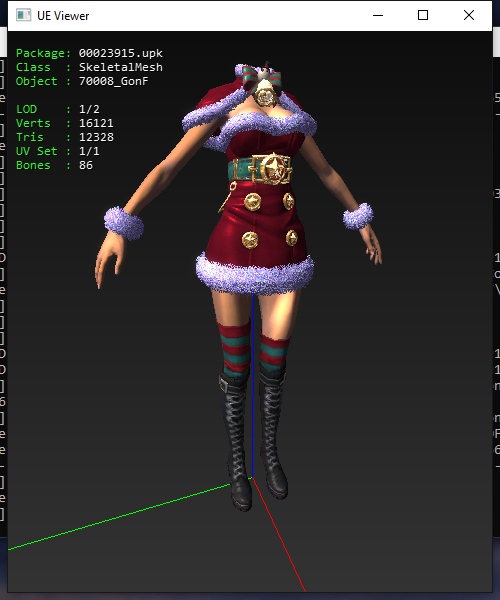 UE Viewer
Package: 00023915.upk
Class : SkeletalMesh
Object : 70008_GonF
LOD : 1/2
Verts : 16121
Tris : 12328
UV Set : 1/1
Bones : 86